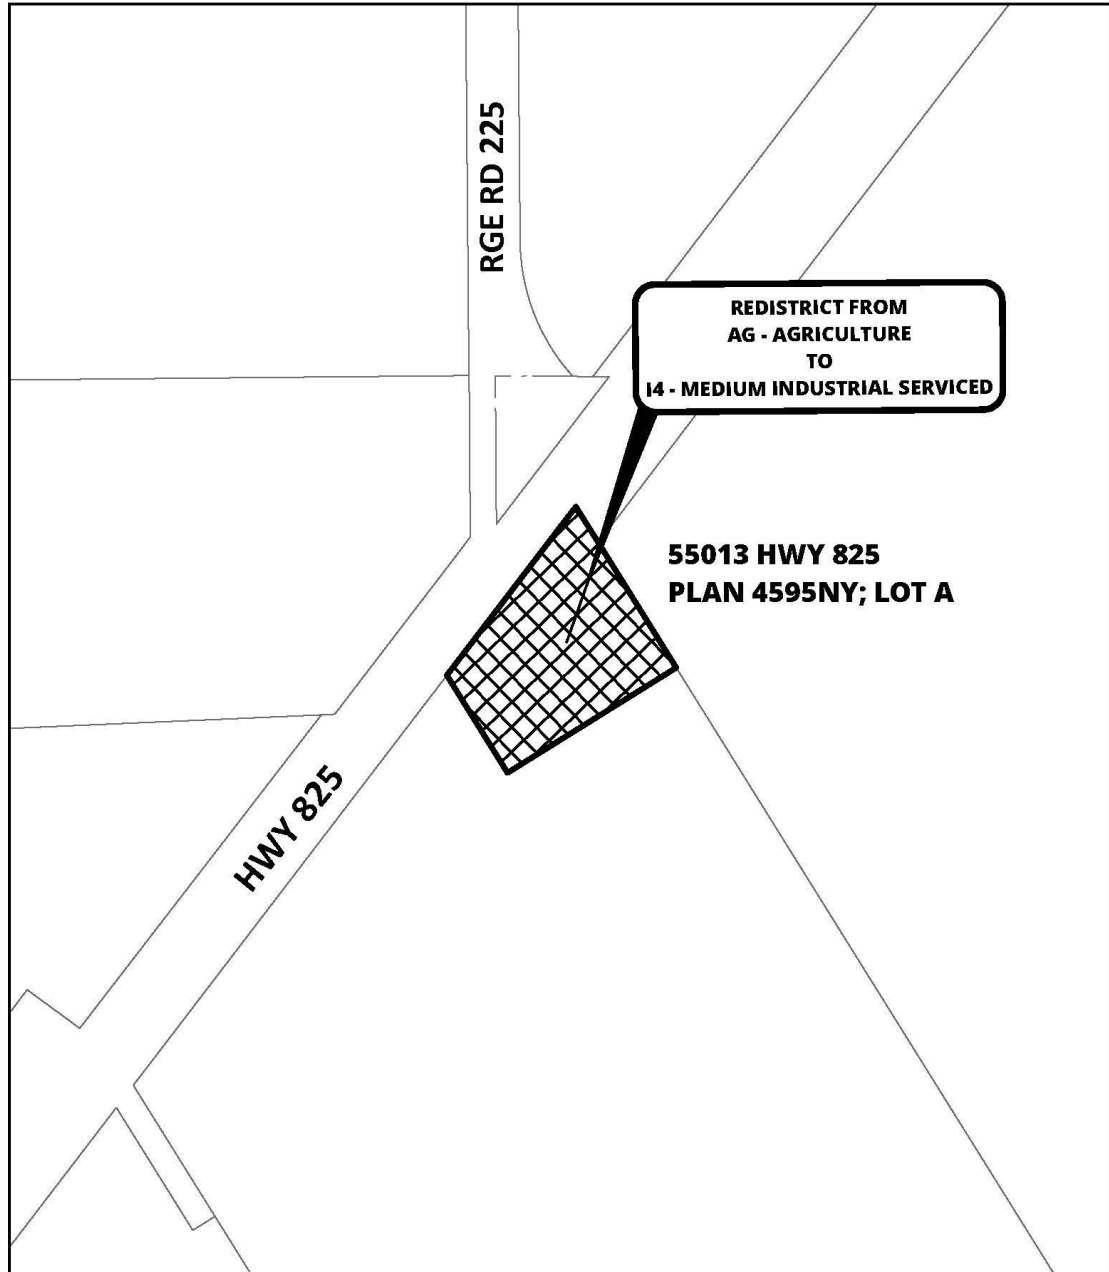 RGE RD 225
REDISTRICT FROM
AG - AGRICULTURE
TO
I4 - MEDIUM INDUSTRIAL SERVICED
55013 HWY 825
PLAN 4595NY; LOT A
HWY 825